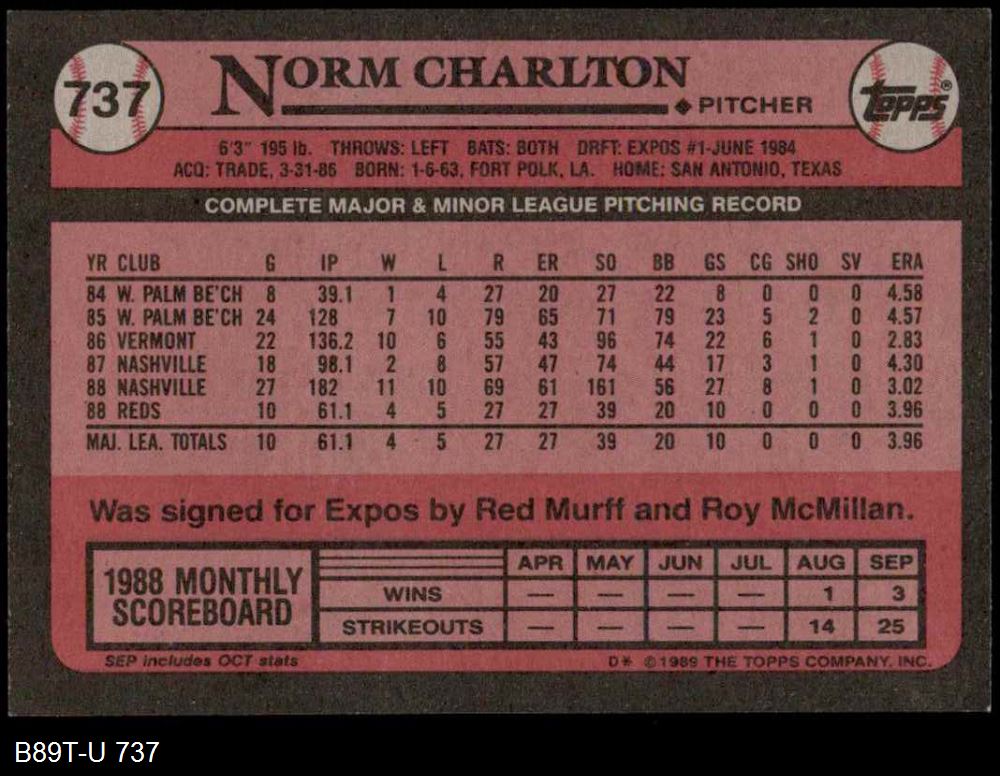 737
NORM CHARLTON
PITCHER
Topps®
6'3" 195 lb. THROWS: LEFT BATS: BOTH DRFT: EXPOS #1-JUNE 1984
ACQ: TRADE, 3-31-86 BORN: 1-6-63, FORT POLK, LA. HOME: SAN ANTONIO, TEXAS
COMPLETE MAJOR & MINOR LEAGUE PITCHING RECORD
YR CLUB G IP W L R ER SO BB GS CG SHO SV ERA
84 W. PALM BE'CH 8 39.1 1 4 27 20 27 22 8 0 0 0 4.58
85 W. PALM BE'CH 24 128 7 10 79 65 71 79 23 5 2 0 4.57
86 VERMONT 22 136.2 10 6 55 43 96 74 22 6 1 0 2.83
87 NASHVILLE 18 98.1 2 8 57 47 74 44 17 3 1 0 4.30
88 NASHVILLE 27 182 11 10 69 61 161 56 27 8 1 0 3.02
88 REDS 10 61.1 4 5 27 27 39 20 10 0 0 0 3.96
MAJ. LEA. TOTALS 10 61.1 4 5 27 27 39 20 10 0 0 0 3.96
Was signed for Expos by Red Murff and Roy McMillan.
1988 MONTHLY SCOREBOARD
APR MAY JUN JUL AUG SEP
WINS — — — — 1 3
STRIKEOUTS — — — — 14 25
SEP includes OCT stats
D* ©1989 THE TOPPS COMPANY, INC.
B89T-U 737